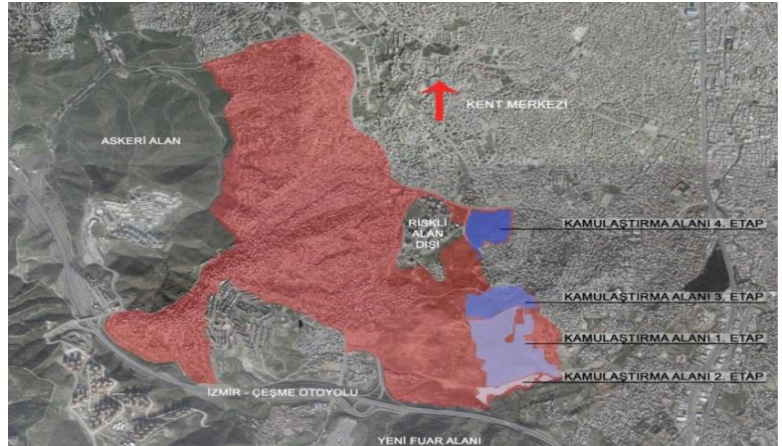 KENT MERKEZİ
ASKERİ ALAN
RİSKLİ
ALAN
DIŞI
KAMULAŞTIRMA ALANI 4. ETAP
KAMULAŞTIRMA ALANI 3. ETAP
KAMULAŞTIRMA ALANI 1. ETAP
KAMULAŞTIRMA ALANI 2. ETAP
İZMİR - ÇEŞME OTOYOLU
YENİ FUAR ALANI